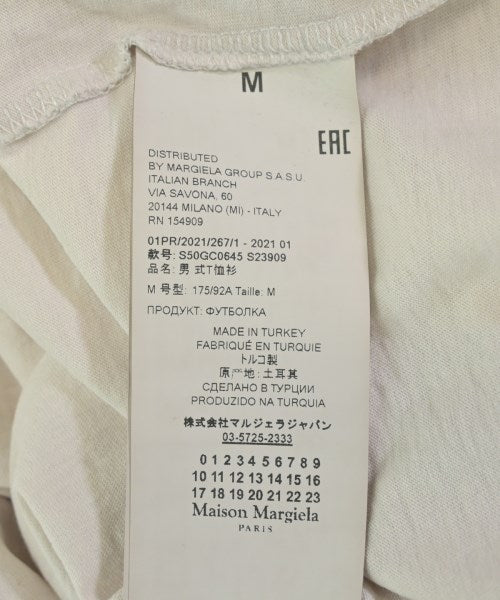 M
EAC
DISTRIBUTED
BY MARGIELA GROUP S.A.S.U.
ITALIAN BRANCH
VIA SAVONA, 60
20144 MILANO (MI) - ITALY
RN 154909
01PR/2021/267/1 - 2021 01
款号: S50GC0645 S23909
品名: 男 式T恤衫
M 号型: 175/92A Taille: M
ПРОДУКТ: ФУТБОЛКА
MADE IN TURKEY
FABRIQUÉ EN TURQUIE
トルコ製
原产地: 土耳其
СДЕЛАНО В ТУРЦИИ
PRODUZIDO NA TURQUIA
株式会社マルジェラジャパン
03-5725-2333
0 1 2 3 4 5 6 7 8 9
10 11 12 13 14 15 16
17 18 19 20 21 22 23
Maison Margiela
PARIS